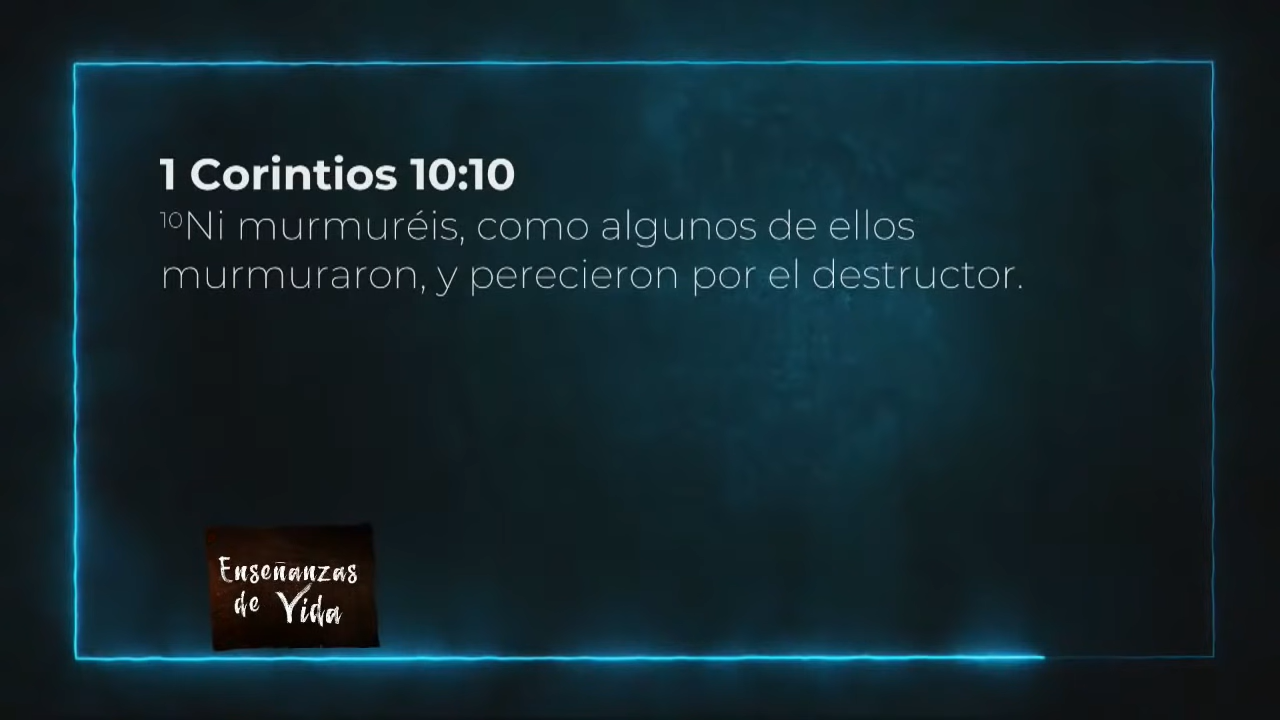 1 Corintios 10:10
¹⁰Ni murmuréis, como algunos de ellos
murmuraron, y perecieron por el destructor.
Enseñanzas
de Vida